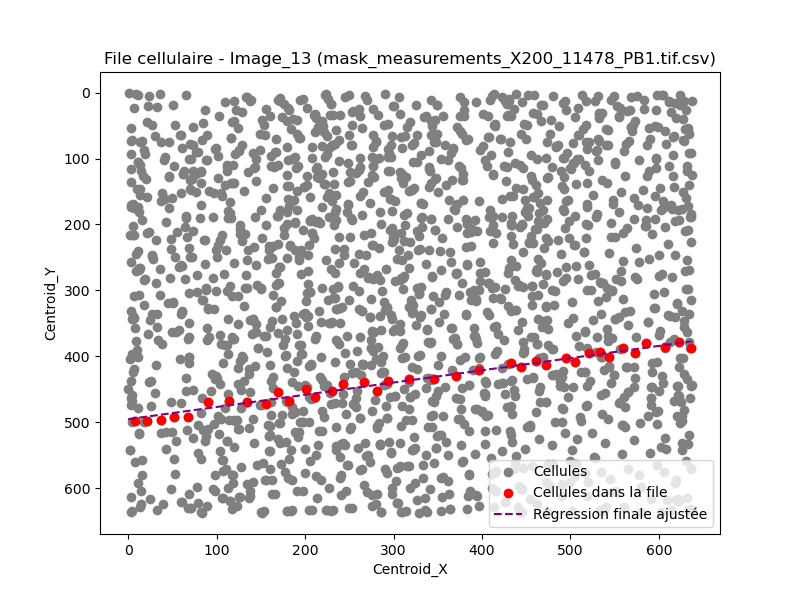 File cellulaire - Image_13 (mask_measurements_X200_11478_PB1.tif.csv)
0
100
200
300
400
500
600
Centroid_Y
Cellules
Cellules dans la file
Régression finale ajustée
0 100 200 300 400 500 600
Centroid_X